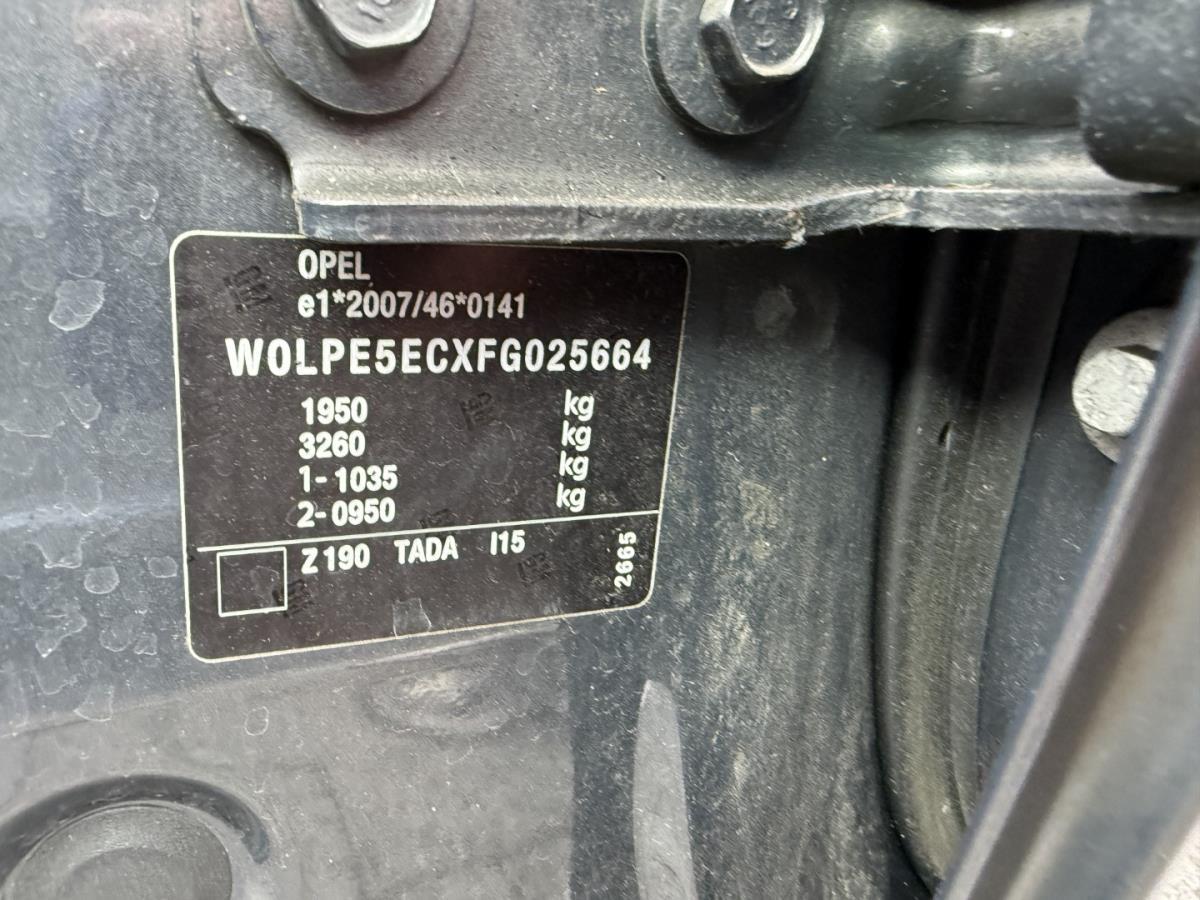 OPEL
e1*2007/46*0141
W0LPE5ECXFG025664
1950 kg
3260 kg
1-1035 kg
2-0950 kg
Z190 TADA I15
2665